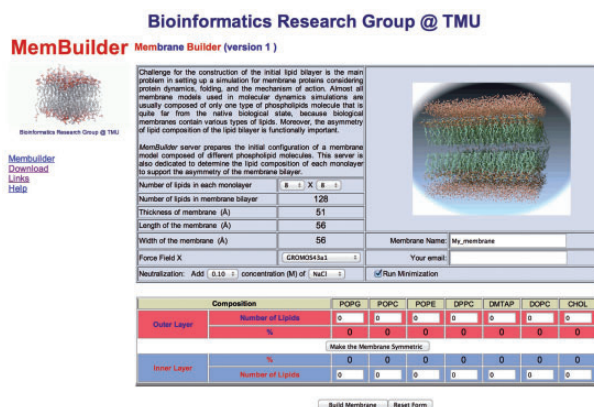 Bioinformatics Research Group @ TMU
MemBuilder Membrane Builder (version 1 )
Bioinformatics Research Group @ TMU
Membuilder
Download
Links
Help
Challenge for the construction of the initial lipid bilayer is the main
problem in setting up a simulation for membrane proteins considering
protein dynamics, folding, and the mechanism of action. Almost all
membrane models used in molecular dynamics simulations are
usually composed of only one type of phospholipids molecule that is
quite far from the native biological system, because biological
membranes contain various types of lipids. Moreover, the asymmetry
of lipid composition of the lipid bilayer is functionally important.
MemBuilder server prepares the initial configuration of a membrane
model composed of different phospholipid molecules. This server is
also dedicated to determine the lipid composition of each monolayer
to support the asymmetry of the membrane bilayer.
Number of lipids in each monolayer 8 X 8
Number of lipids in membrane bilayer 128
Thickness of membrane (Å) 51
Length of the membrane (Å) 56
Width of the membrane (Å) 56 Membrane Name: My_membrane
Force Field X GROMOS43a1 Your email:
Neutralization: Add 0.10 concentration (M) of NaCl Run Minimization
Composition POPG POPC POPE DPPC DMTAP DOPC CHOL
Outer Layer Number of Lipids 0 0 0 0 0 0 0
% 0 0 0 0 0 0 0
Make the Membrane Symmetric
Inner Layer % 0 0 0 0 0 0 0
Number of Lipids 0 0 0 0 0 0 0
Build Membrane Reset Form